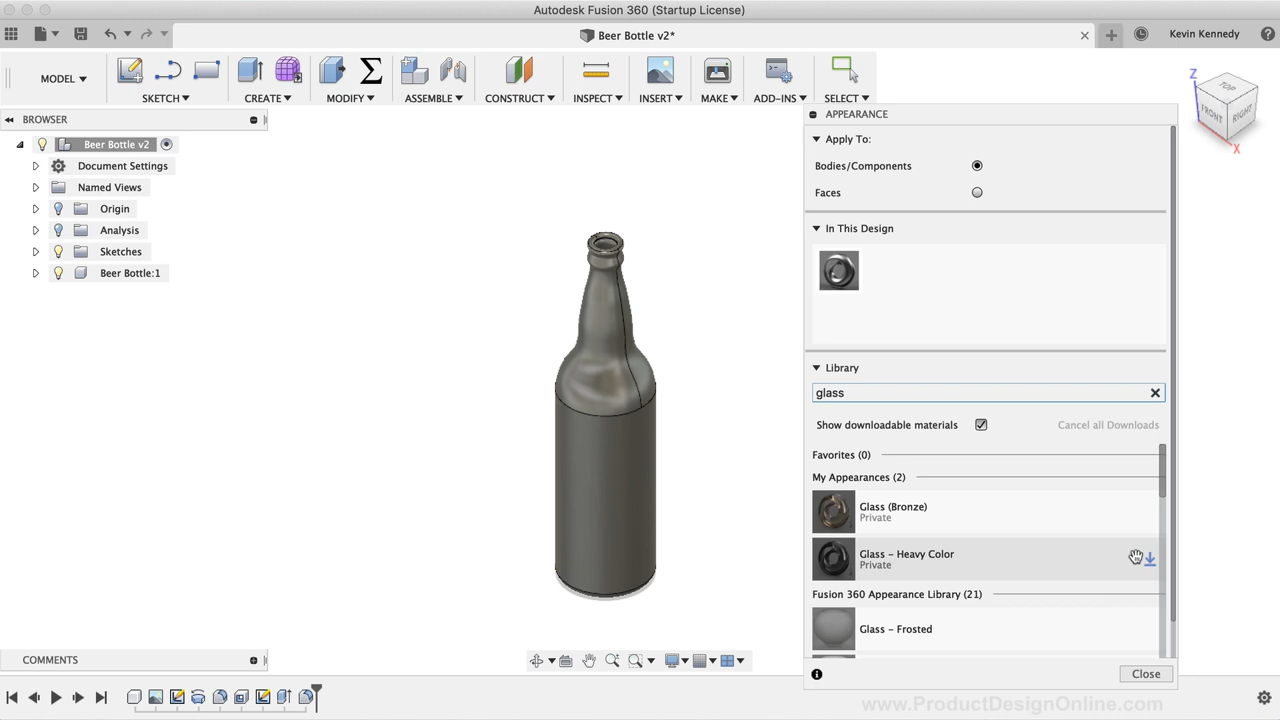 Autodesk Fusion 360 (Startup License)
Beer Bottle v2*
Kevin Kennedy
MODEL
SKETCH
CREATE
MODIFY
ASSEMBLE
CONSTRUCT
INSPECT
INSERT
MAKE
ADD-INS
SELECT
BROWSER
Beer Bottle v2
Document Settings
Named Views
Origin
Analysis
Sketches
Beer Bottle:1
Z
TOP
FRONT
RIGHT
X
APPEARANCE
Apply To:
Bodies/Components
Faces
In This Design
Library
glass
Show downloadable materials
Cancel all Downloads
Favorites (0)
My Appearances (2)
Glass (Bronze)
Private
Glass - Heavy Color
Private
Fusion 360 Appearance Library (21)
Glass - Frosted
Close
COMMENTS
www.ProductDesignOnline.com